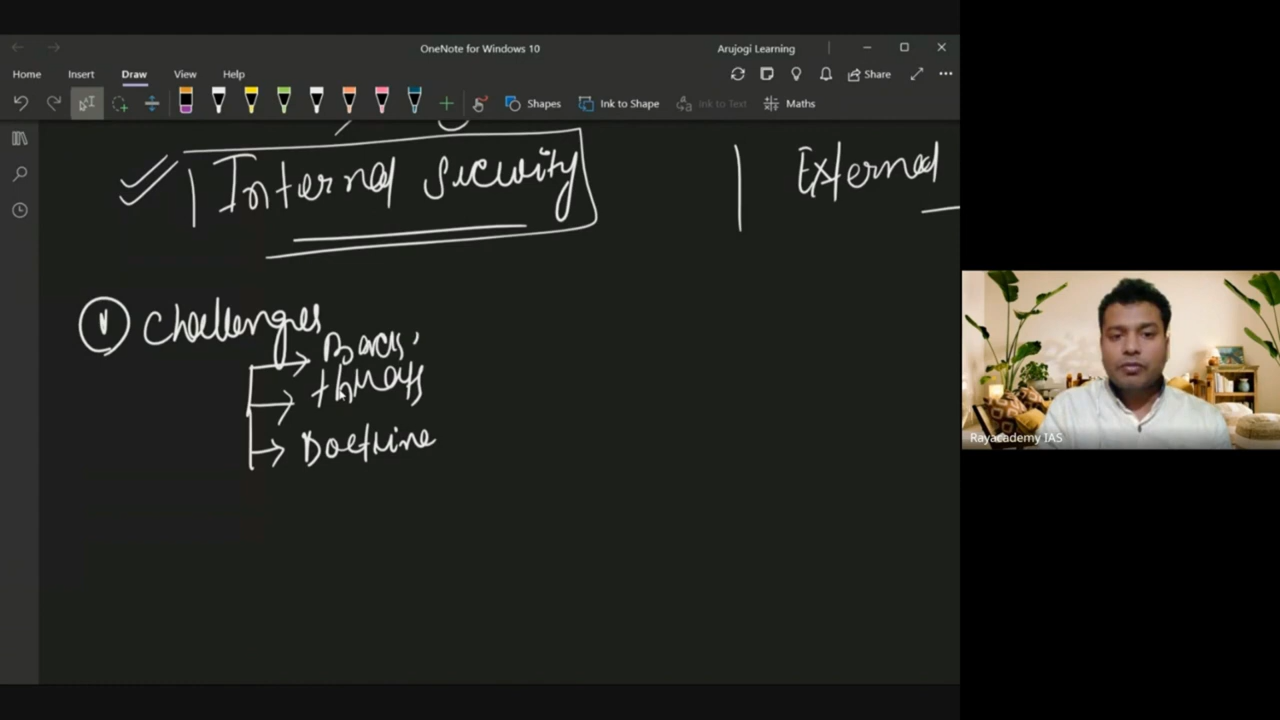 OneNote for Windows 10
Arujogi Learning
Home Insert Draw View Help
Share
Shapes Ink to Shape Ink to Text Maths
Internal Security
External
1 Challenges
threats
Doctrine
Rayacademy IAS